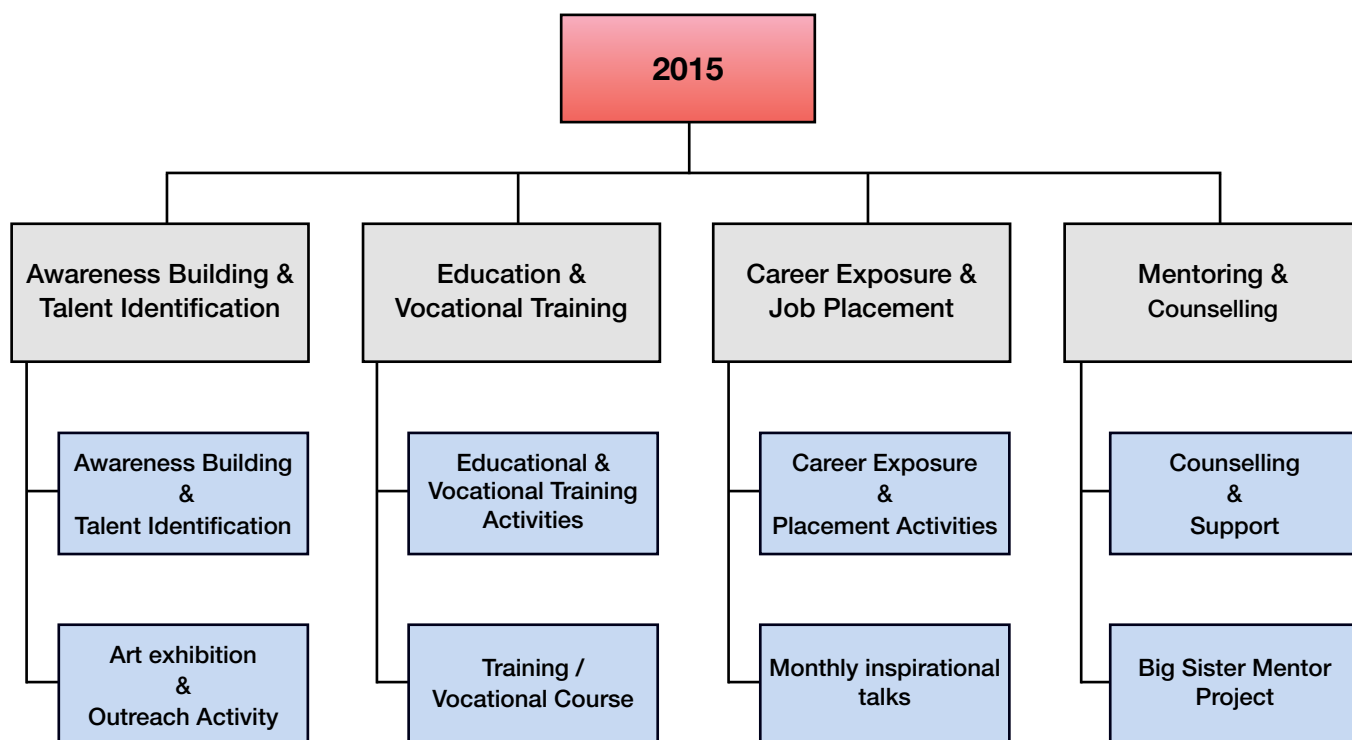 2015
Awareness Building &
Talent Identification
Education &
Vocational Training
Career Exposure &
Job Placement
Mentoring &
Counselling
Awareness Building
&
Talent Identification
Educational &
Vocational Training
Activities
Career Exposure
&
Placement Activities
Counselling
&
Support
Art exhibition
&
Outreach Activity
Training /
Vocational Course
Monthly inspirational
talks
Big Sister Mentor
Project